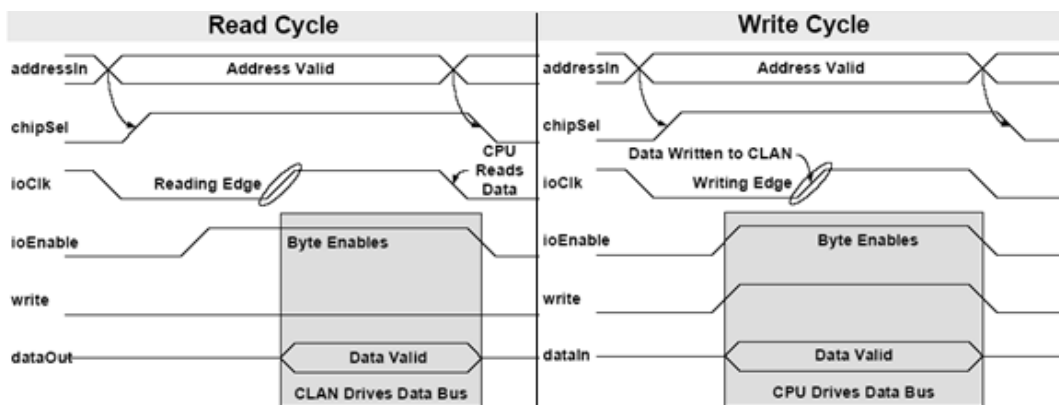 Read Cycle
addressIn
Address Valid
chipSel
CPU
Reads
Data
ioClk
Reading Edge
ioEnable
Byte Enables
write
dataOut
Data Valid
CLAN Drives Data Bus
Write Cycle
addressIn
Address Valid
chipSel
Data Written to CLAN
ioClk
Writing Edge
ioEnable
Byte Enables
write
dataIn
Data Valid
CPU Drives Data Bus